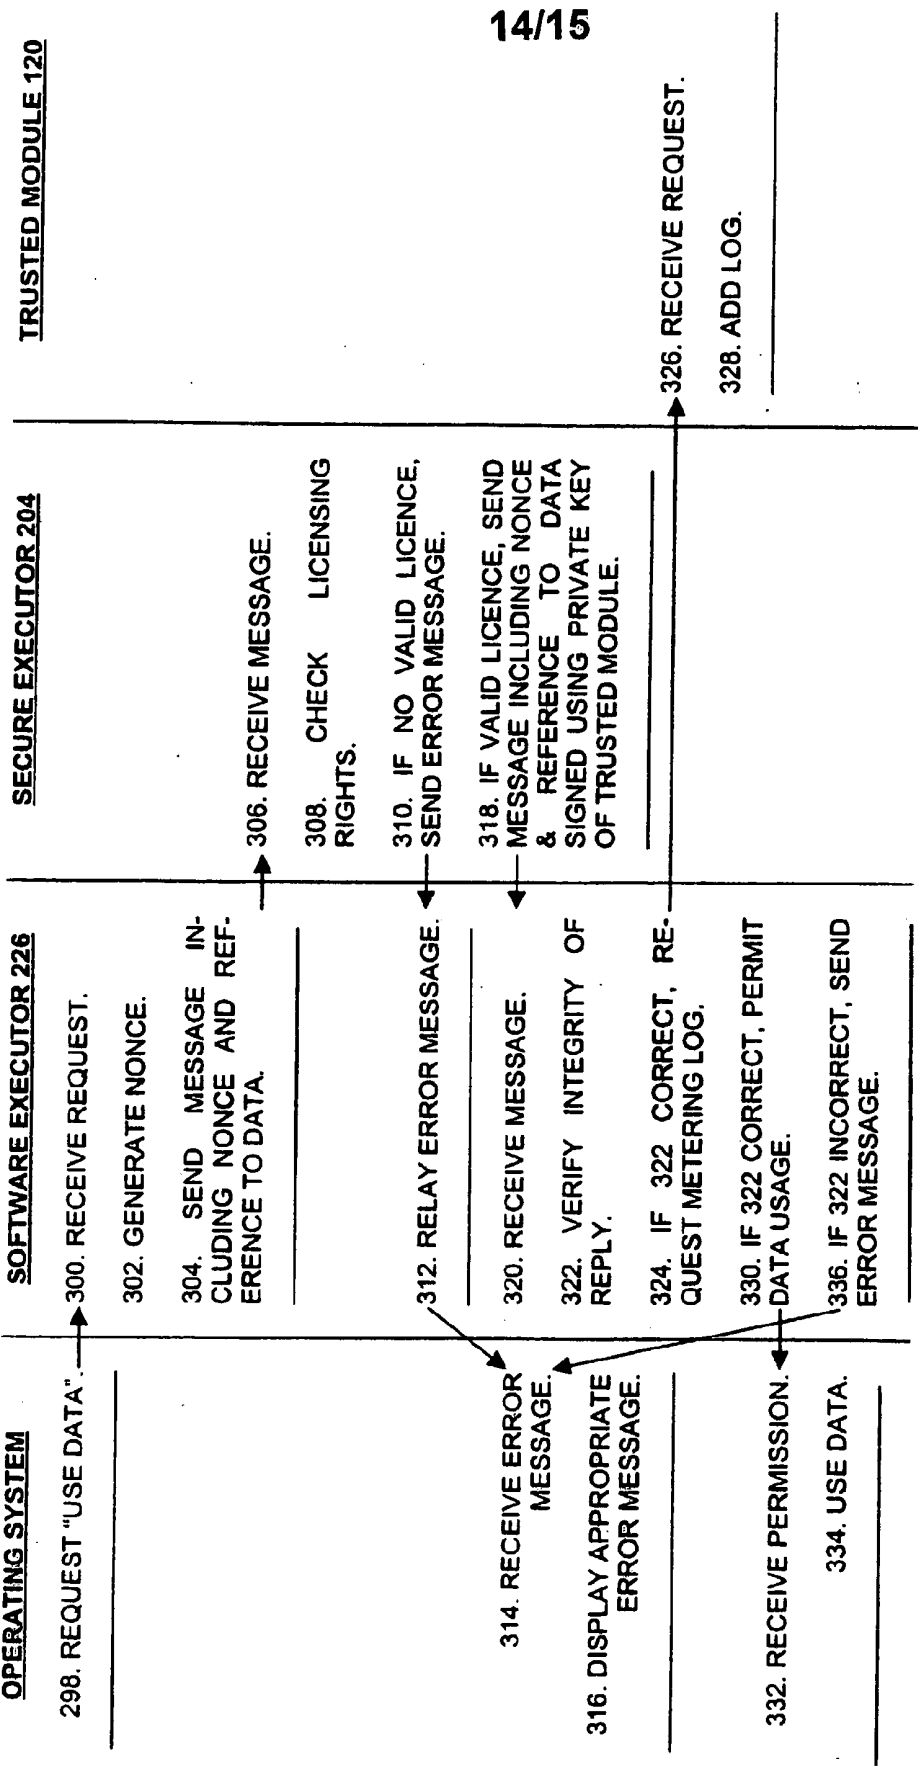 14/15
OPERATING SYSTEM
298. REQUEST "USE DATA".
314. RECEIVE ERROR
MESSAGE.
316. DISPLAY APPROPRIATE
ERROR MESSAGE.
332. RECEIVE PERMISSION.
334. USE DATA.
SOFTWARE EXECUTOR 226
300. RECEIVE REQUEST.
302. GENERATE NONCE.
304. SEND MESSAGE IN-
CLUDING NONCE AND REF-
ERENCE TO DATA.
312. RELAY ERROR MESSAGE.
320. RECEIVE MESSAGE.
322. VERIFY INTEGRITY OF
REPLY.
324. IF 322 CORRECT, RE-
QUEST METERING LOG.
330. IF 322 CORRECT, PERMIT
DATA USAGE.
336. IF 322 INCORRECT, SEND
ERROR MESSAGE.
SECURE EXECUTOR 204
306. RECEIVE MESSAGE.
308. CHECK LICENSING
RIGHTS.
310. IF NO VALID LICENCE,
SEND ERROR MESSAGE.
318. IF VALID LICENCE, SEND
MESSAGE INCLUDING NONCE
& REFERENCE TO DATA
SIGNED USING PRIVATE KEY
OF TRUSTED MODULE.
TRUSTED MODULE 120
326. RECEIVE REQUEST.
328. ADD LOG.